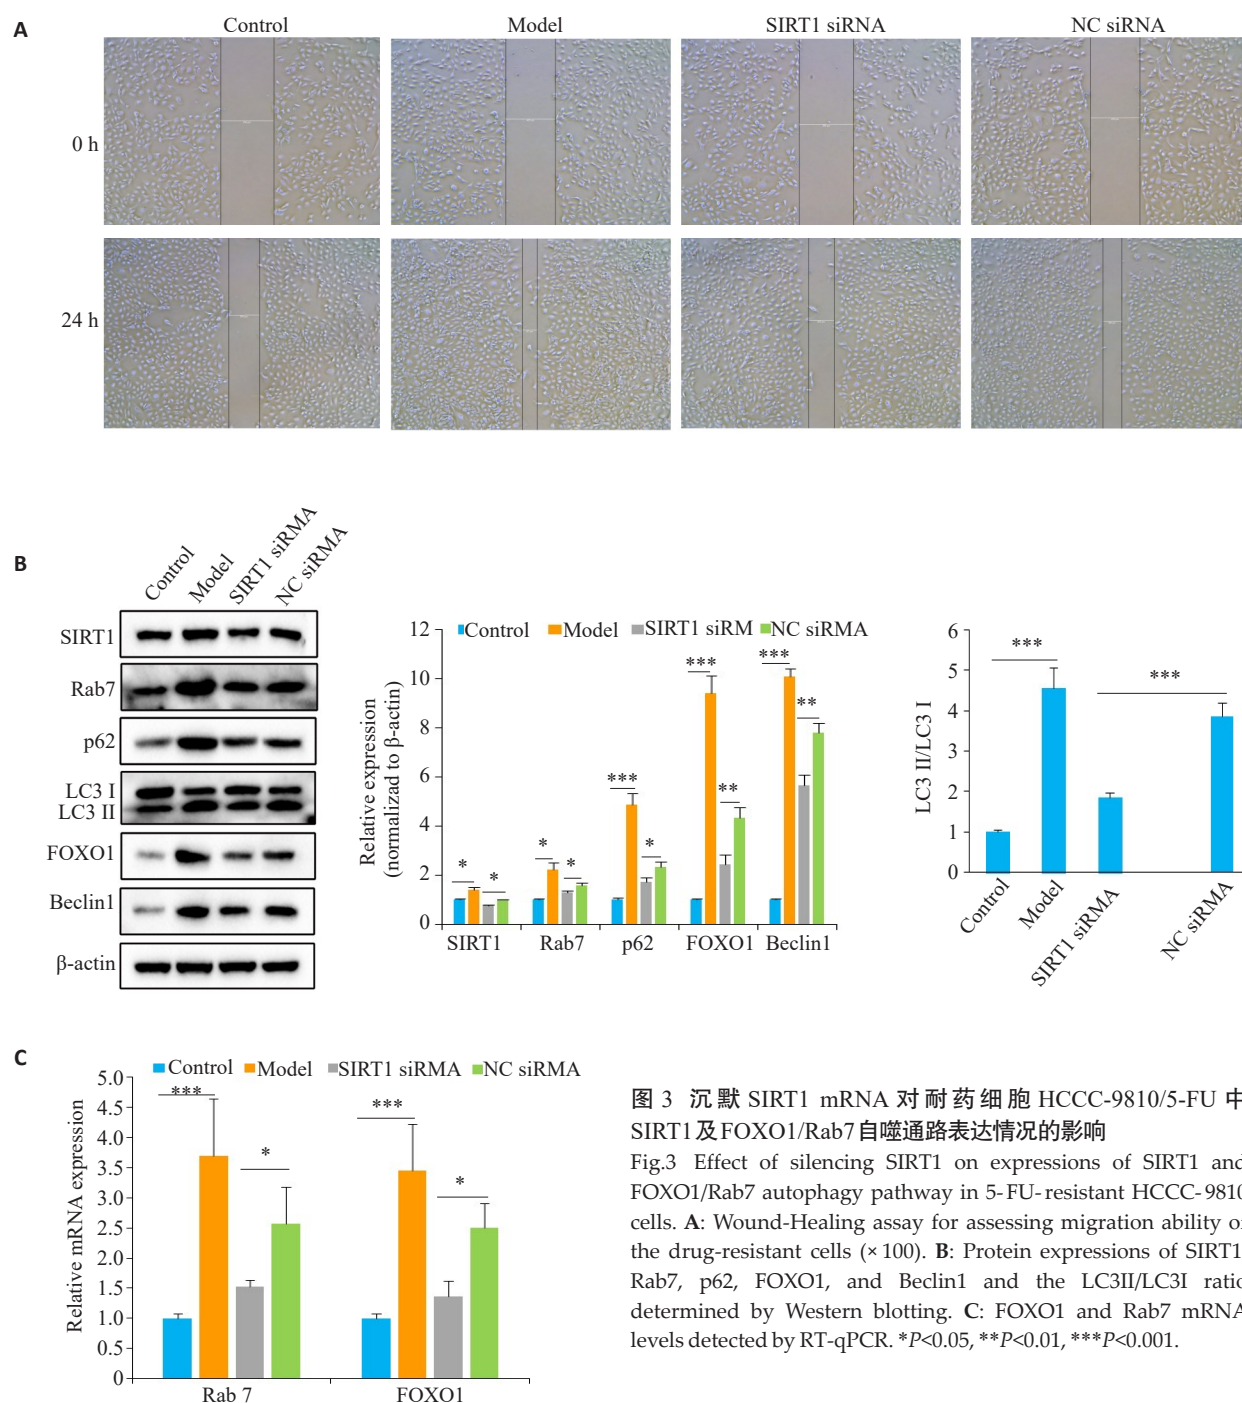 A
Control
Model
SIRT1 siRNA
NC siRNA
0 h
24 h
B
Control
Model
SIRT1 siRMA
NC siRMA
SIRT1
Rab7
p62
LC3 I
LC3 II
FOXO1
Beclin1
β-actin
Control Model SIRT1 siRM NC siRMA
Relative expression
(normalizad to β-actin)
12
10
8
6
4
2
0
* * * * *** * *** ** *** **
SIRT1 Rab7 p62 FOXO1 Beclin1
LC3 II/LC3 I
6
5
4
3
2
1
0
*** ***
Control
Model
SIRT1 siRMA
NC siRMA
C
Control Model SIRT1 siRMA NC siRMA
Relative mRNA expression
5.0
4.5
4.0
3.5
3.0
2.5
2.0
1.5
1.0
0.5
0
*** * *** *
Rab 7 FOXO1
图 3 沉默 SIRT1 mRNA 对耐药细胞 HCCC-9810/5-FU 中
SIRT1及FOXO1/Rab7自噬通路表达情况的影响
Fig.3 Effect of silencing SIRT1 on expressions of SIRT1 and
FOXO1/Rab7 autophagy pathway in 5-FU-resistant HCCC-9810
cells. A: Wound-Healing assay for assessing migration ability of
the drug-resistant cells (×100). B: Protein expressions of SIRT1,
Rab7, p62, FOXO1, and Beclin1 and the LC3II/LC3I ratio
determined by Western blotting. C: FOXO1 and Rab7 mRNA
levels detected by RT-qPCR. *P<0.05, **P<0.01, ***P<0.001.